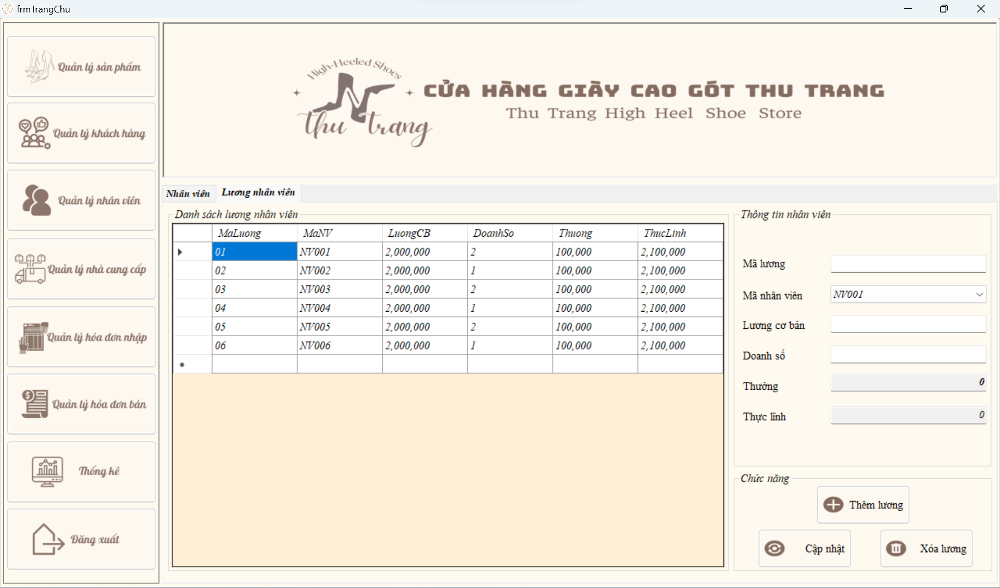 frmTrangChu
Quản lý sản phẩm
Quản lý khách hàng
Quản lý nhân viên
Quản lý nhà cung cấp
Quản lý hóa đơn nhập
Quản lý hóa đơn bán
Thống kê
Đăng xuất
High-Heeled Shoes
thu trang
CỬA HÀNG GIÀY CAO GÓT THU TRANG
Thu Trang High Heel Shoe Store
Nhân viên Lương nhân viên
Danh sách lương nhân viên
MaLuong MaNV LuongCB DoanhSo Thuong ThucLinh
01 NV001 2,000,000 2 100,000 2,100,000
02 NV002 2,000,000 1 100,000 2,100,000
03 NV003 2,000,000 2 100,000 2,100,000
04 NV004 2,000,000 1 100,000 2,100,000
05 NV005 2,000,000 2 100,000 2,100,000
06 NV006 2,000,000 1 100,000 2,100,000
Thông tin nhân viên
Mã lương
Mã nhân viên NV001
Lương cơ bản
Doanh số
Thưởng 0
Thực lĩnh 0
Chức năng
Thêm lương
Cập nhật
Xóa lương